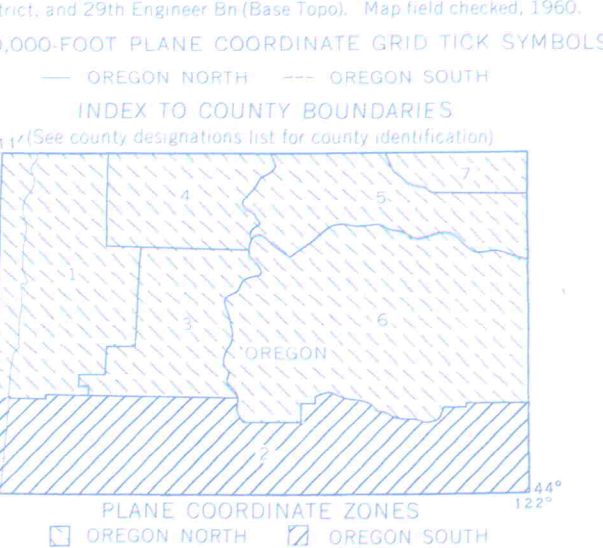 trict, and 29th Engineer Bn (Base Topo). Map field checked, 1960.
0,000-FOOT PLANE COORDINATE GRID TICK SYMBOLS
OREGON NORTH --- OREGON SOUTH
INDEX TO COUNTY BOUNDARIES
(See county designations list for county identification)
7
4
5
1
3
6
OREGON
2
44°
122°
PLANE COORDINATE ZONES
OREGON NORTH OREGON SOUTH